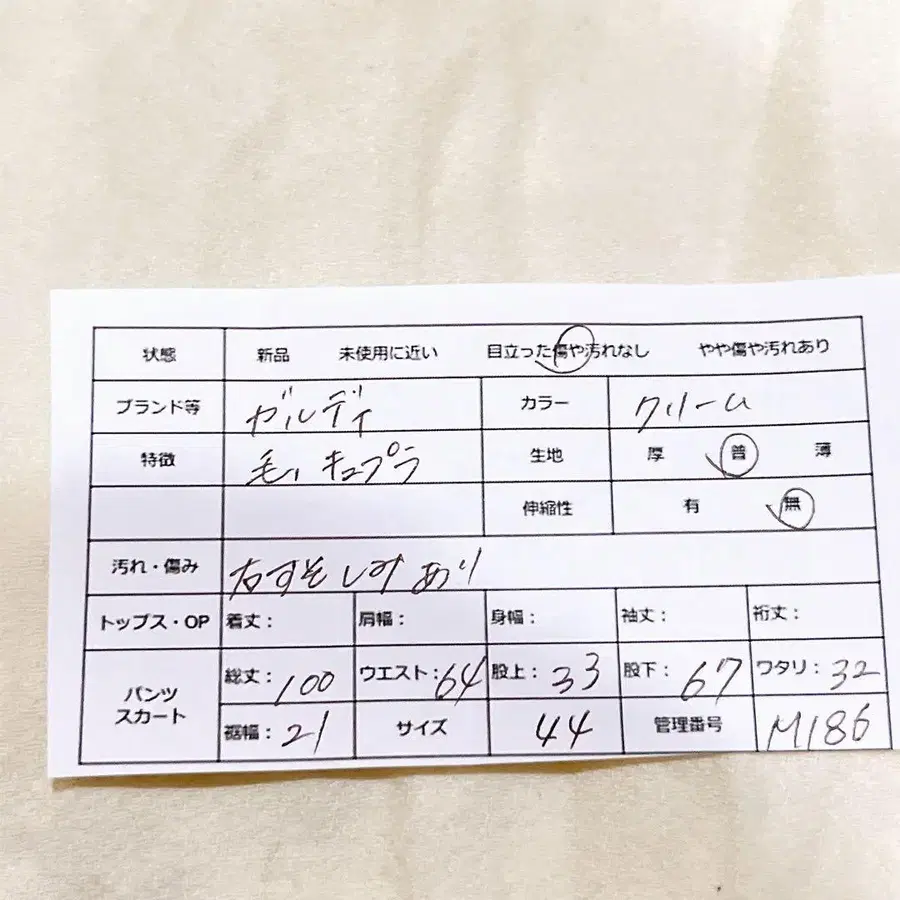 状態 新品 未使用に近い 目立った傷や汚れなし やや傷や汚れあり
ブランド等 ガルディ カラー クリーム
特徴 毛、キュプラ 生地 厚 普 薄
伸縮性 有 無
汚れ・傷み 右すそしみあり
トップス・OP 着丈: 肩幅: 身幅: 袖丈: 裄丈:
パンツ スカート 総丈:100 ウエスト:64 股上:33 股下:67 ワタリ:32
裾幅:21 サイズ 44 管理番号 M186